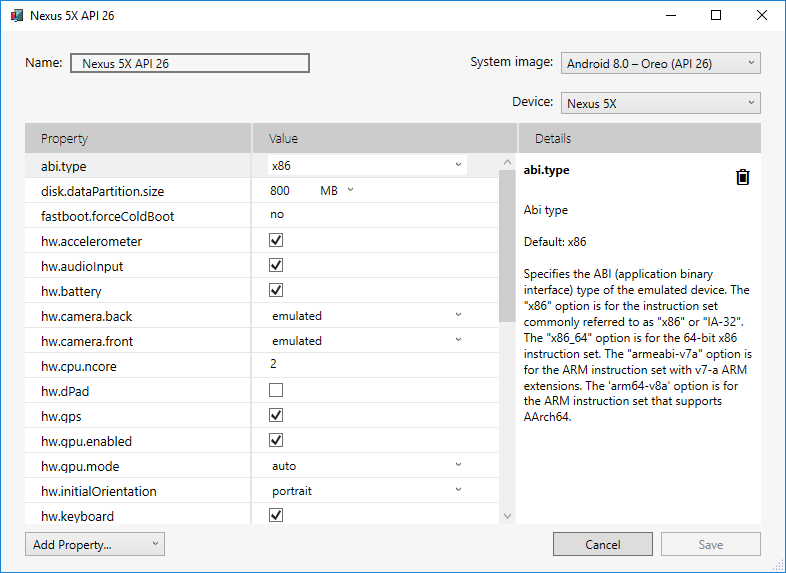 Nexus 5X API 26
Name: Nexus 5X API 26
System image: Android 8.0 – Oreo (API 26)
Device: Nexus 5X
Property Value Details
abi.type x86
disk.dataPartition.size 800 MB
fastboot.forceColdBoot no
hw.accelerometer
hw.audioInput
hw.battery
hw.camera.back emulated
hw.camera.front emulated
hw.cpu.ncore 2
hw.dPad
hw.gps
hw.gpu.enabled
hw.gpu.mode auto
hw.initialOrientation portrait
hw.keyboard
abi.type
Abi type
Default: x86
Specifies the ABI (application binary
interface) type of the emulated device. The
"x86" option is for the instruction set
commonly referred to as "x86" or "IA-32".
The "x86_64" option is for the 64-bit x86
instruction set. The "armeabi-v7a" option is
for the ARM instruction set with v7-a ARM
extensions. The 'arm64-v8a' option is for
the ARM instruction set that supports
AArch64.
Add Property...
Cancel Save